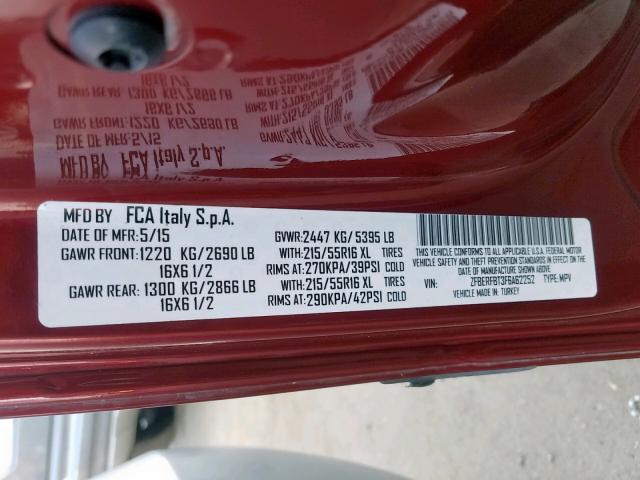 MFD BY FCA Italy S.p.A.
DATE OF MFR:5/15 GVWR:2447 KG/ 5395 LB
GAWR FRONT:1220 KG/2690 LB WITH:215/55R16 XL TIRES
16X6 1/2 RIMS AT:270KPA/39PSI COLD
GAWR REAR: 1300 KG/2866 LB WITH: 215/55R16 XL TIRES
16X6 1/2 RIMS AT:290KPA/42PSI COLD
THIS VEHICLE CONFORMS TO ALL APPLICABLE U.S.A. FEDERAL MOTOR
VEHICLE SAFETY AND THEFT PREVENTION STANDARDS IN EFFECT
ON THE DATE OF MANUFACTURE SHOWN ABOVE
VIN: ZFBERFBT3F6A62252 TYPE: MPV
MADE IN: TURKEY